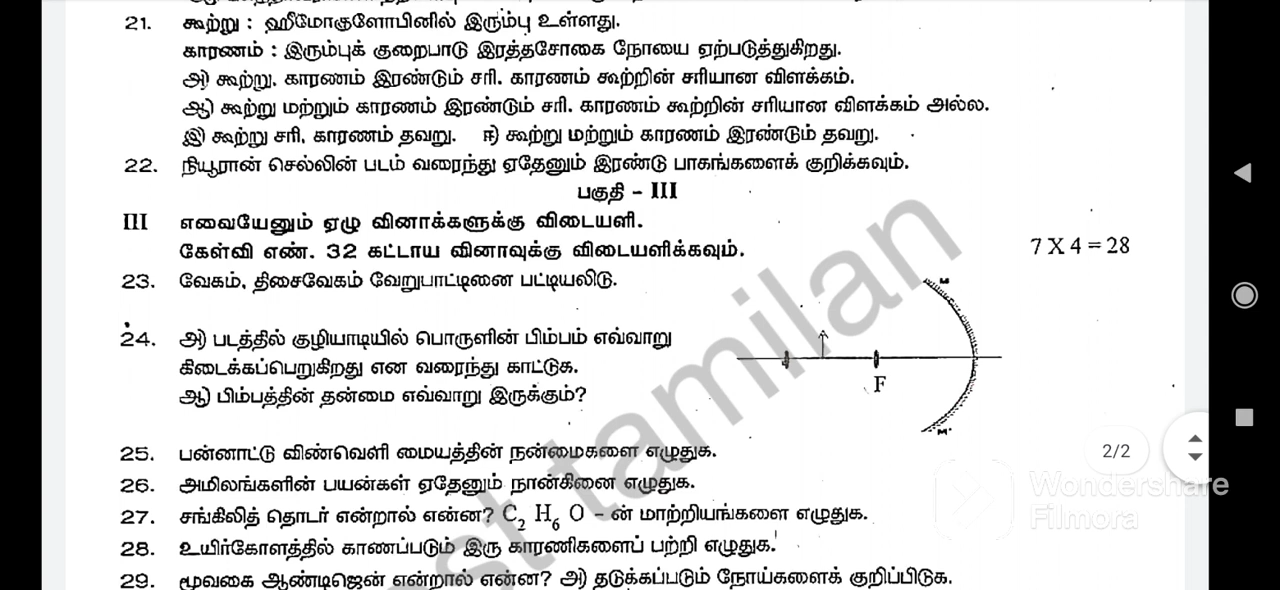 21. கூற்று : ஹீமோகுளோபினில் இரும்பு உள்ளது.
காரணம் : இரும்புக் குறைபாடு இரத்தசோகை நோயை ஏற்படுத்துகிறது.
அ) கூற்று, காரணம் இரண்டும் சரி. காரணம் கூற்றின் சரியான விளக்கம்.
ஆ) கூற்று மற்றும் காரணம் இரண்டும் சரி. காரணம் கூற்றின் சரியான விளக்கம் அல்ல.
இ) கூற்று சரி, காரணம் தவறு. ஈ) கூற்று மற்றும் காரணம் இரண்டும் தவறு.
22. நியூரான் செல்லின் படம் வரைந்து ஏதேனும் இரண்டு பாகங்களைக் குறிக்கவும்.
பகுதி - III
III எவையேனும் ஏழு வினாக்களுக்கு விடையளி.
கேள்வி எண். 32 கட்டாய வினாவுக்கு விடையளிக்கவும். 7 X 4 = 28
23. வேகம், திசைவேகம் வேறுபாட்டினை பட்டியலிடு.
24. அ) படத்தில் குழியாடியில் பொருளின் பிம்பம் எவ்வாறு
கிடைக்கப்பெறுகிறது என வரைந்து காட்டுக.
ஆ) பிம்பத்தின் தன்மை எவ்வாறு இருக்கும்?
M
F
M'
25. பன்னாட்டு விண்வெளி மையத்தின் நன்மைகளை எழுதுக.
26. அமிலங்களின் பயன்கள் ஏதேனும் நான்கினை எழுதுக.
27. சங்கிலித் தொடர் என்றால் என்ன? C₂ H₆ O - ன் மாற்றியங்களை எழுதுக.
28. உயிர்கோளத்தில் காணப்படும் இரு காரணிகளைப் பற்றி எழுதுக.
29. மூவகை ஆண்டிஜென் என்றால் என்ன? அ) தடுக்கப்படும் நோய்களைக் குறிப்பிடுக.
2/2
Wondershare
Filmora
st tamilan